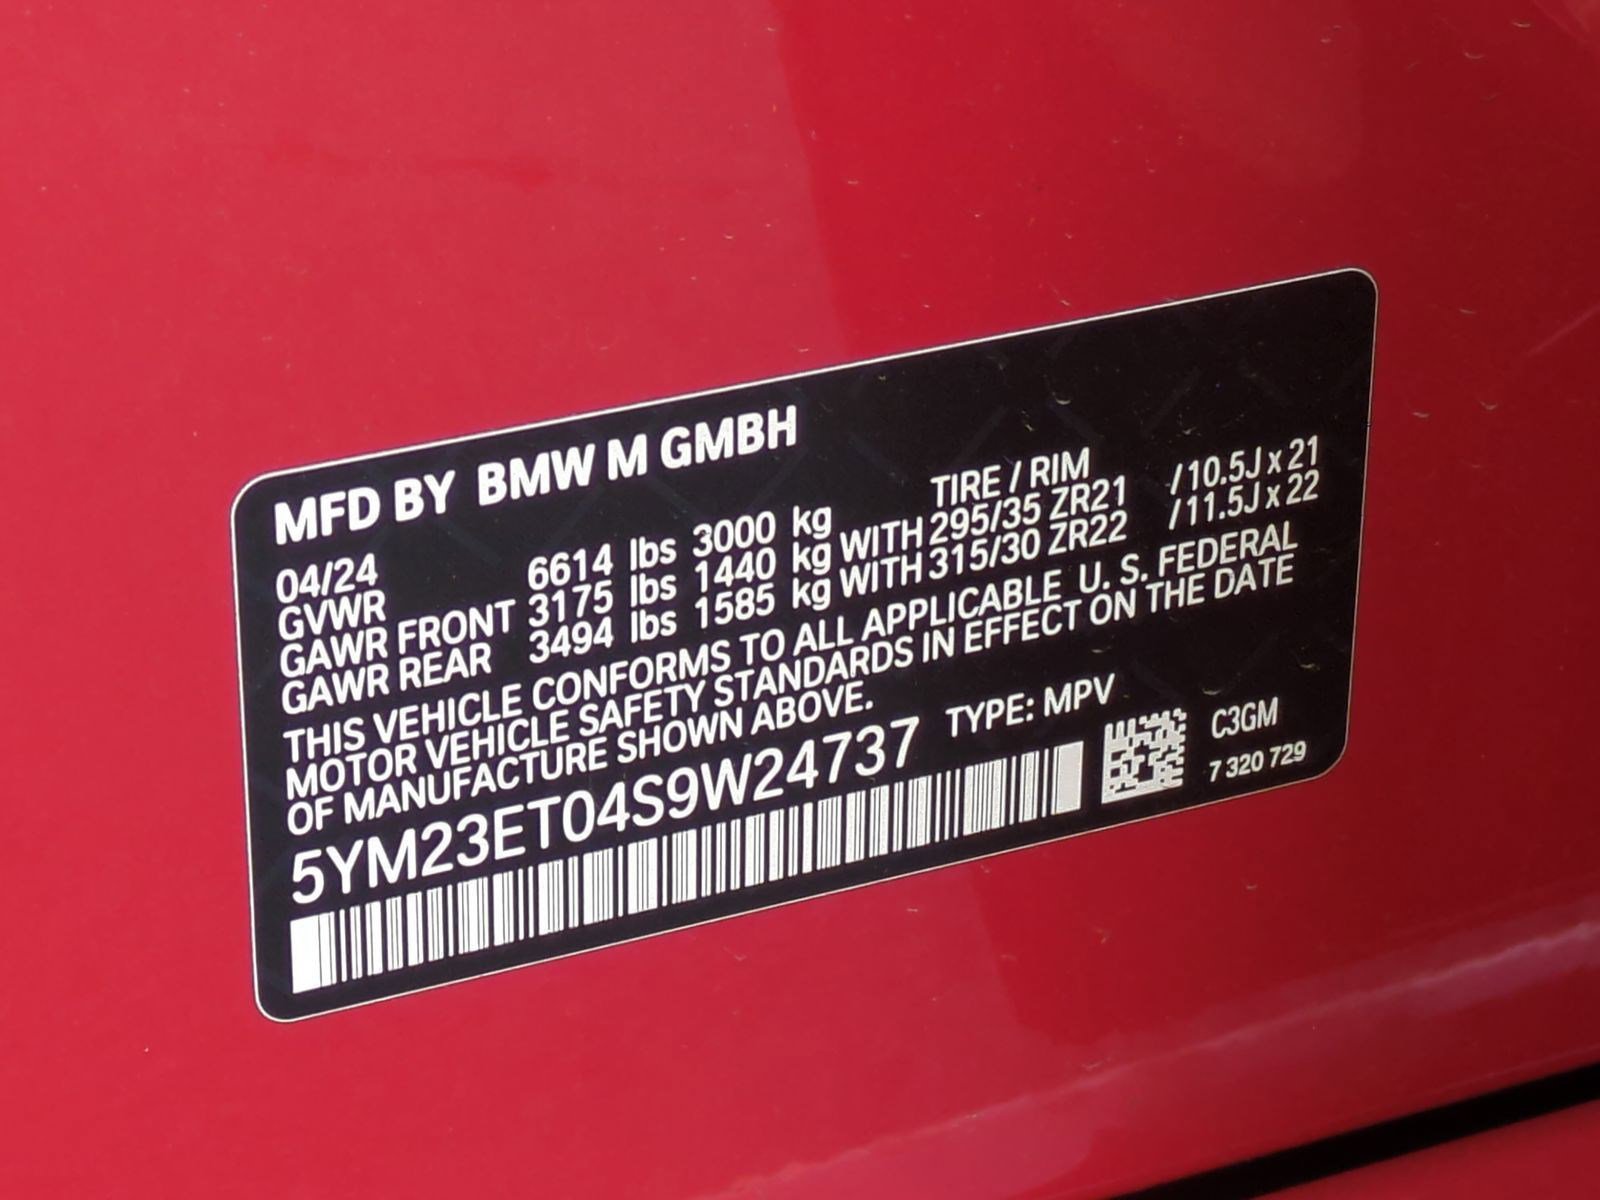 MFD BY BMW M GMBH
04/24
TIRE / RIM
GVWR 6614 lbs 3000 kg
GAWR FRONT 3175 lbs 1440 kg WITH 295/35 ZR21 /10.5J x 21
GAWR REAR 3494 lbs 1585 kg WITH 315/30 ZR22 /11.5J x 22
THIS VEHICLE CONFORMS TO ALL APPLICABLE U. S. FEDERAL
MOTOR VEHICLE SAFETY STANDARDS IN EFFECT ON THE DATE
OF MANUFACTURE SHOWN ABOVE.
5YM23ET04S9W24737 TYPE: MPV
C3GM
7 320 729